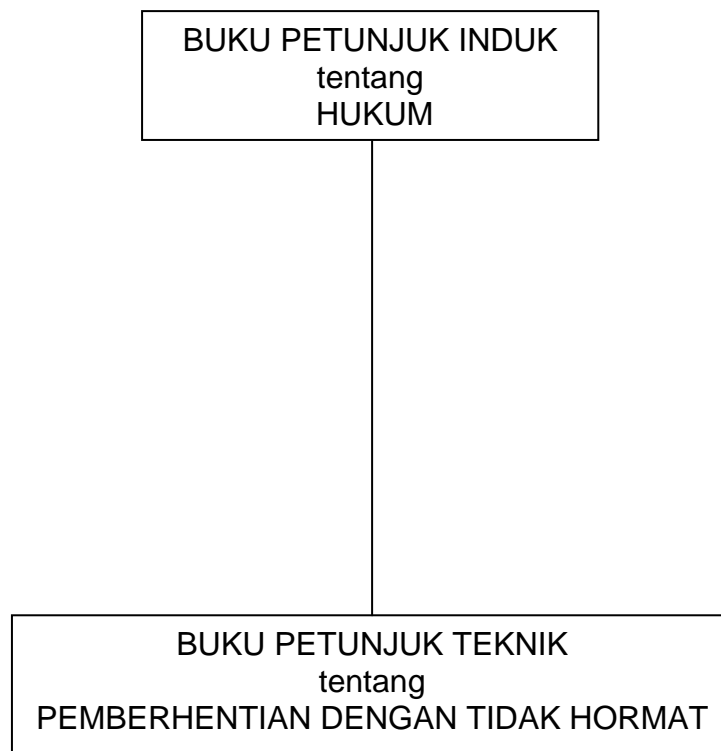 BUKU PETUNJUK INDUK
tentang
HUKUM
BUKU PETUNJUK TEKNIK
tentang
PEMBERHENTIAN DENGAN TIDAK HORMAT